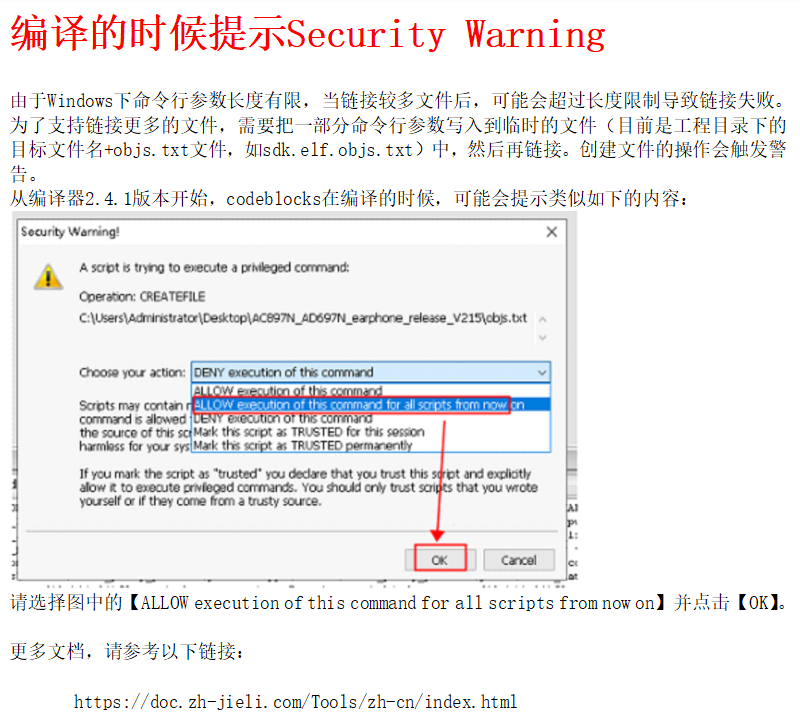 编译的时候提示Security Warning
由于Windows下命令行参数长度有限，当链接较多文件后，可能会超过长度限制导致链接失败。
为了支持链接更多的文件，需要把一部分命令行参数写入到临时的文件（目前是工程目录下的
目标文件名+objs.txt文件，如sdk.elf.objs.txt）中，然后再链接。创建文件的操作会触发警
告。
从编译器2.4.1版本开始，codeblocks在编译的时候，可能会提示类似如下的内容：
Security Warning!
A script is trying to execute a privileged command:
Operation: CREATEFILE
C:\Users\Administrator\Desktop\AC897N_AD697N_earphone_release_V215\objs.txt
Choose your action: DENY execution of this command
ALLOW execution of this command
Scripts may contain ALLOW execution of this command for all scripts from now on
command is allowed DENY execution of this command
the source of this scr Mark this script as TRUSTED for this session
harmless for your sys Mark this script as TRUSTED permanently
If you mark the script as "trusted" you declare that you trust this script and explicitly
allow it to execute privileged commands. You should only trust scripts that you wrote
yourself or if they come from a trusty source.
OK Cancel
请选择图中的【ALLOW execution of this command for all scripts from now on】并点击【OK】。
更多文档，请参考以下链接：
https://doc.zh-jieli.com/Tools/zh-cn/index.html